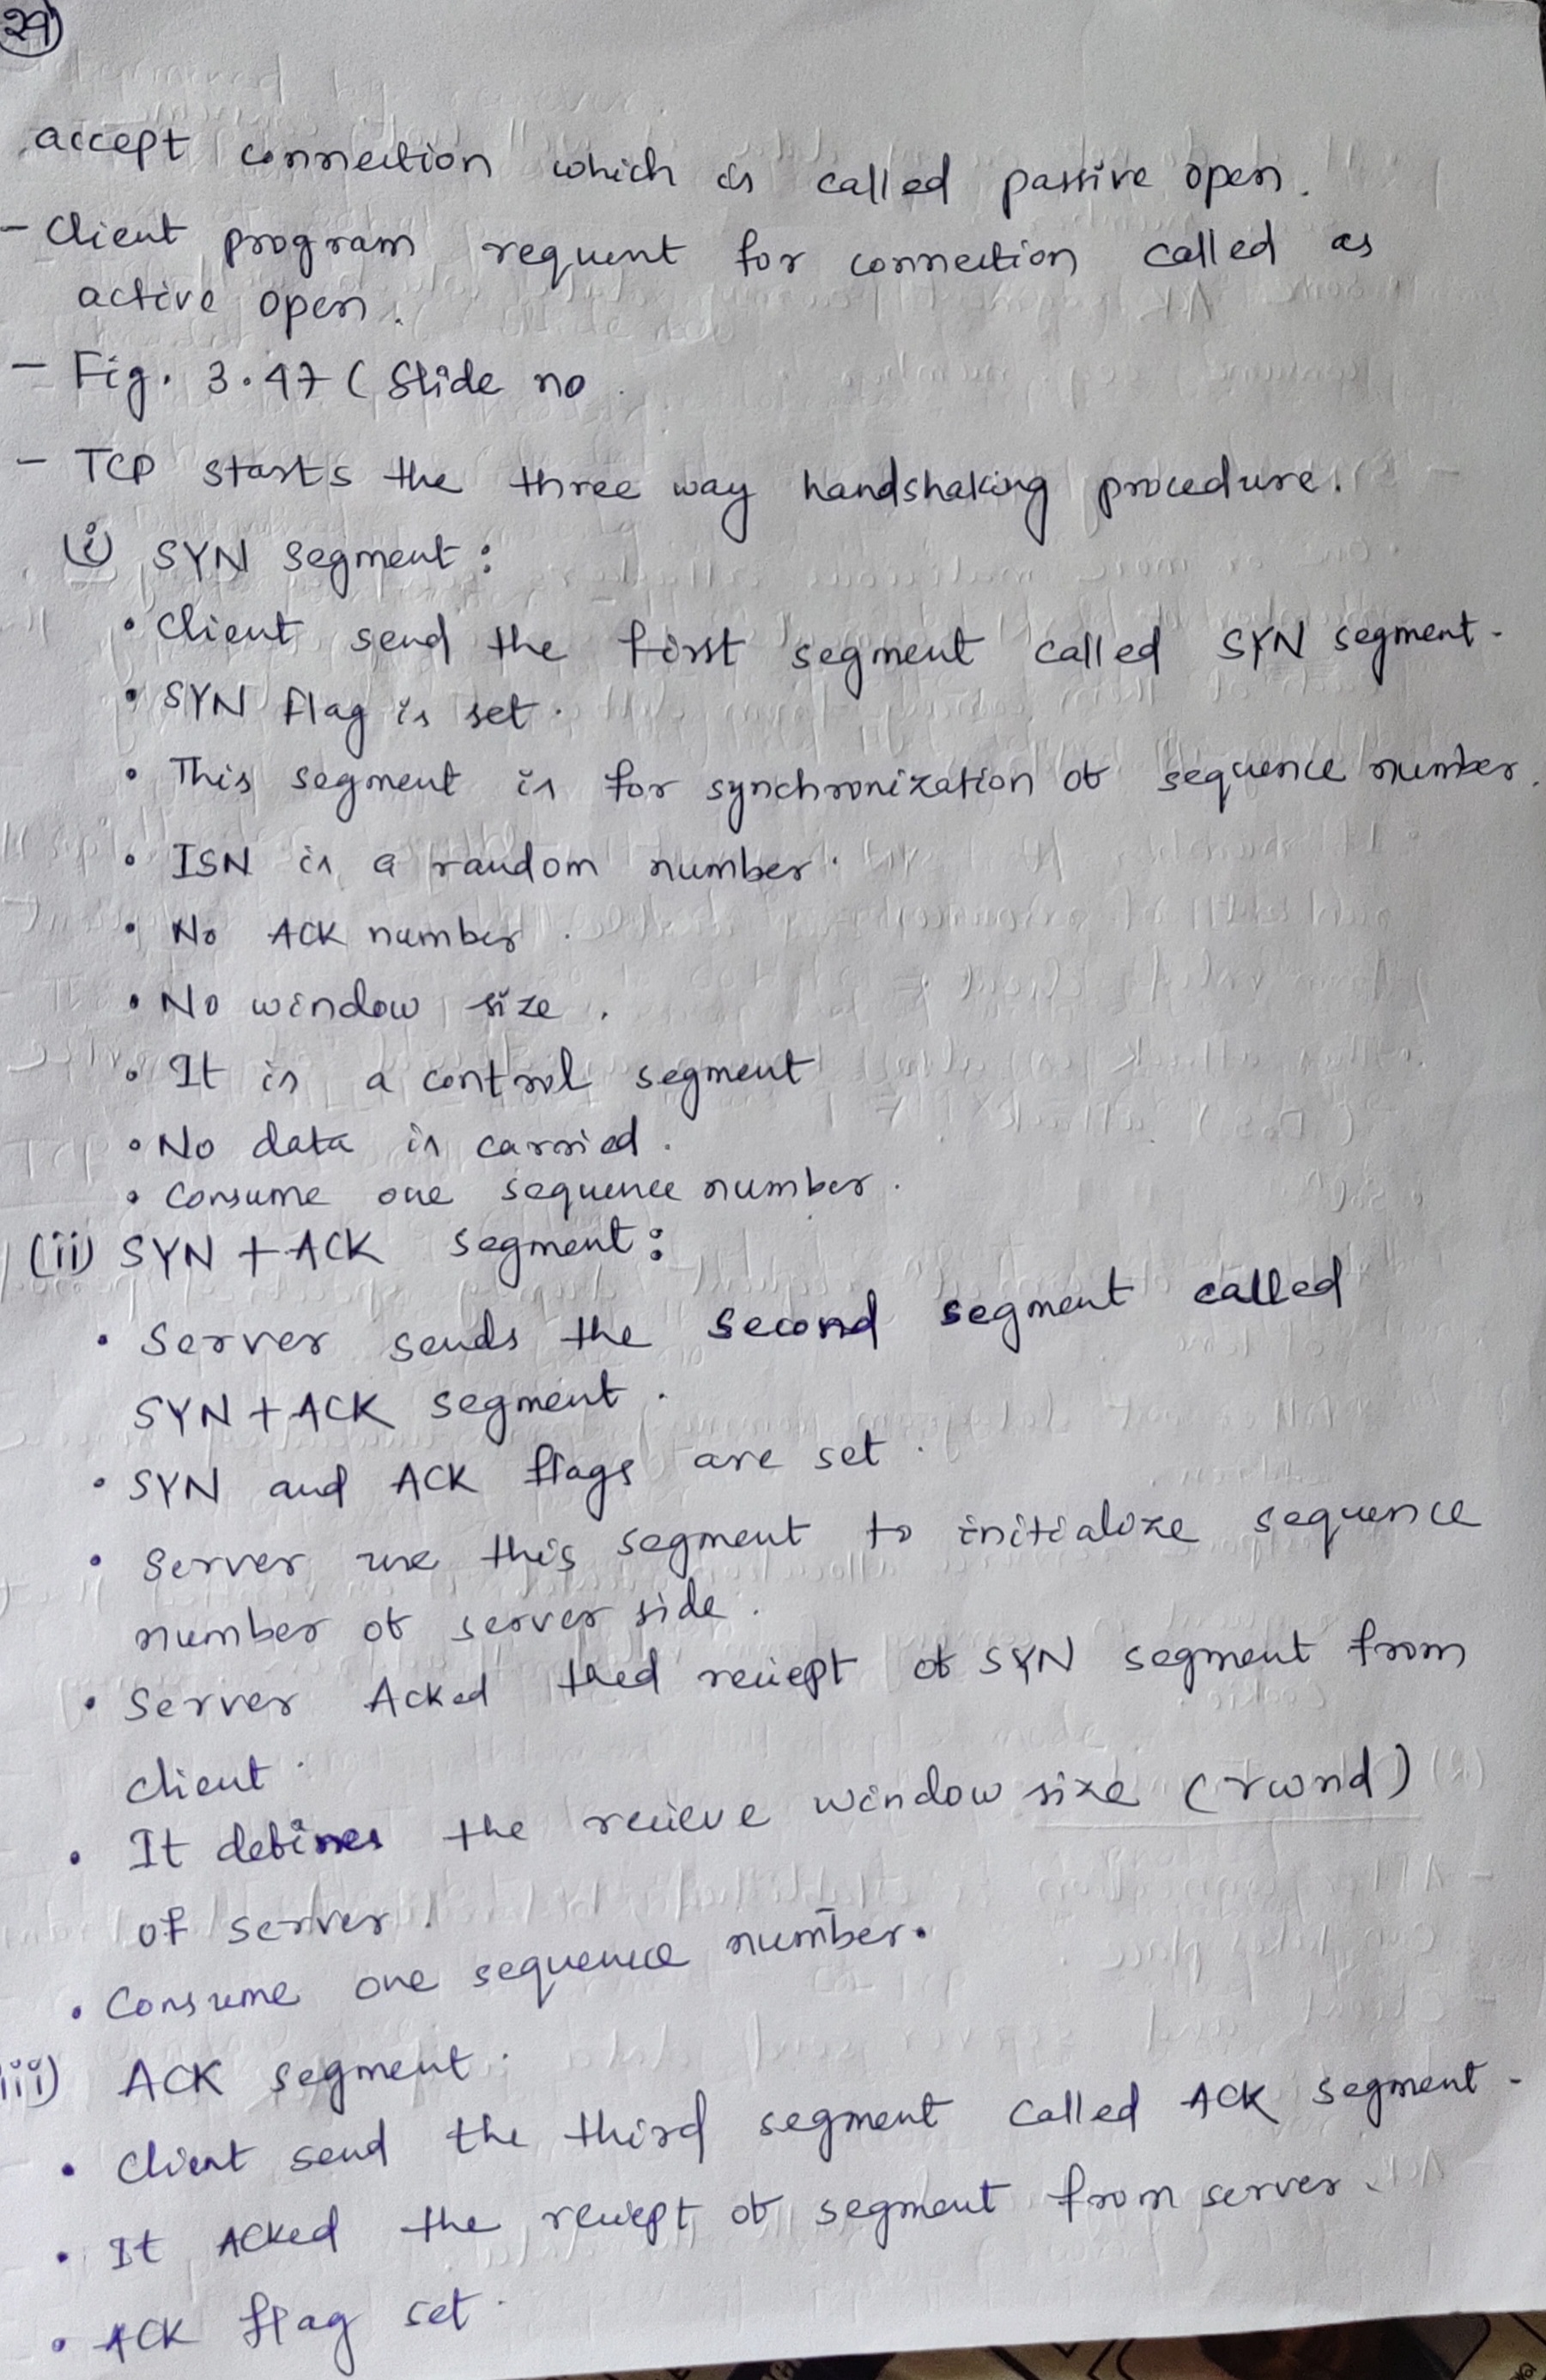 29
accept connection which is called passive open.
- Client program request for connection called as
active open.
- Fig. 3.47 ( Slide no
- TCP starts the three way handshaking procedure.
(i) SYN segment :
• Client send the first segment called SYN segment.
• SYN flag is set.
• This segment is for synchronization of sequence number.
• ISN is a random number.
• No ACK number.
• No window size.
• It is a control segment
• No data is carried.
• Consume one sequence number.
(ii) SYN + ACK segment :
• Server sends the second segment called
SYN + ACK segment.
• SYN and ACK flags are set.
• Server use this segment to initialize sequence
number of server side.
• Server Acked the reciept of SYN segment from
client.
• It defines the recieve window size (rwnd)
of server.
• Consume one sequence number.
iii) ACK segment :
• Client send the third segment called ACK segment.
• It Acked the reciept of segment from server.
• ACK flag set.